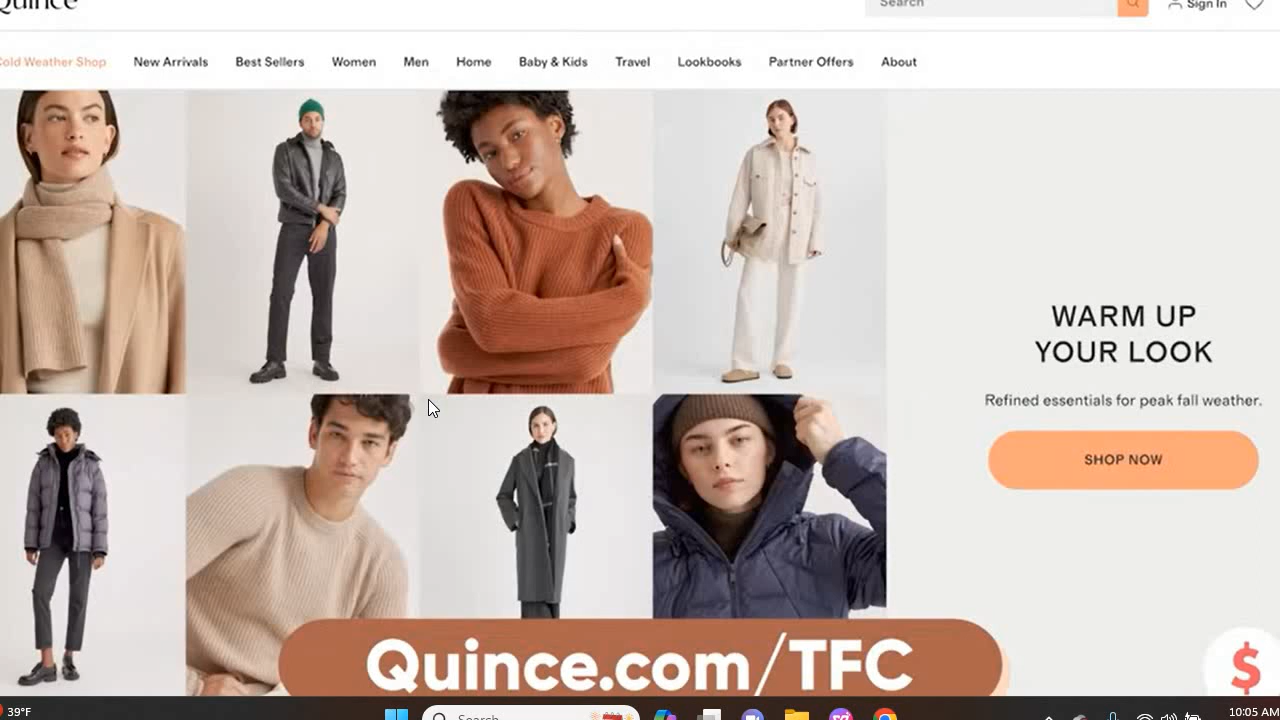 Quince
Search
Sign In
Cold Weather Shop
New Arrivals
Best Sellers
Women
Men
Home
Baby & Kids
Travel
Lookbooks
Partner Offers
About
WARM UP
YOUR LOOK
Refined essentials for peak fall weather.
SHOP NOW
Quince.com/TFC
$
39°F
Search
10:05 AM